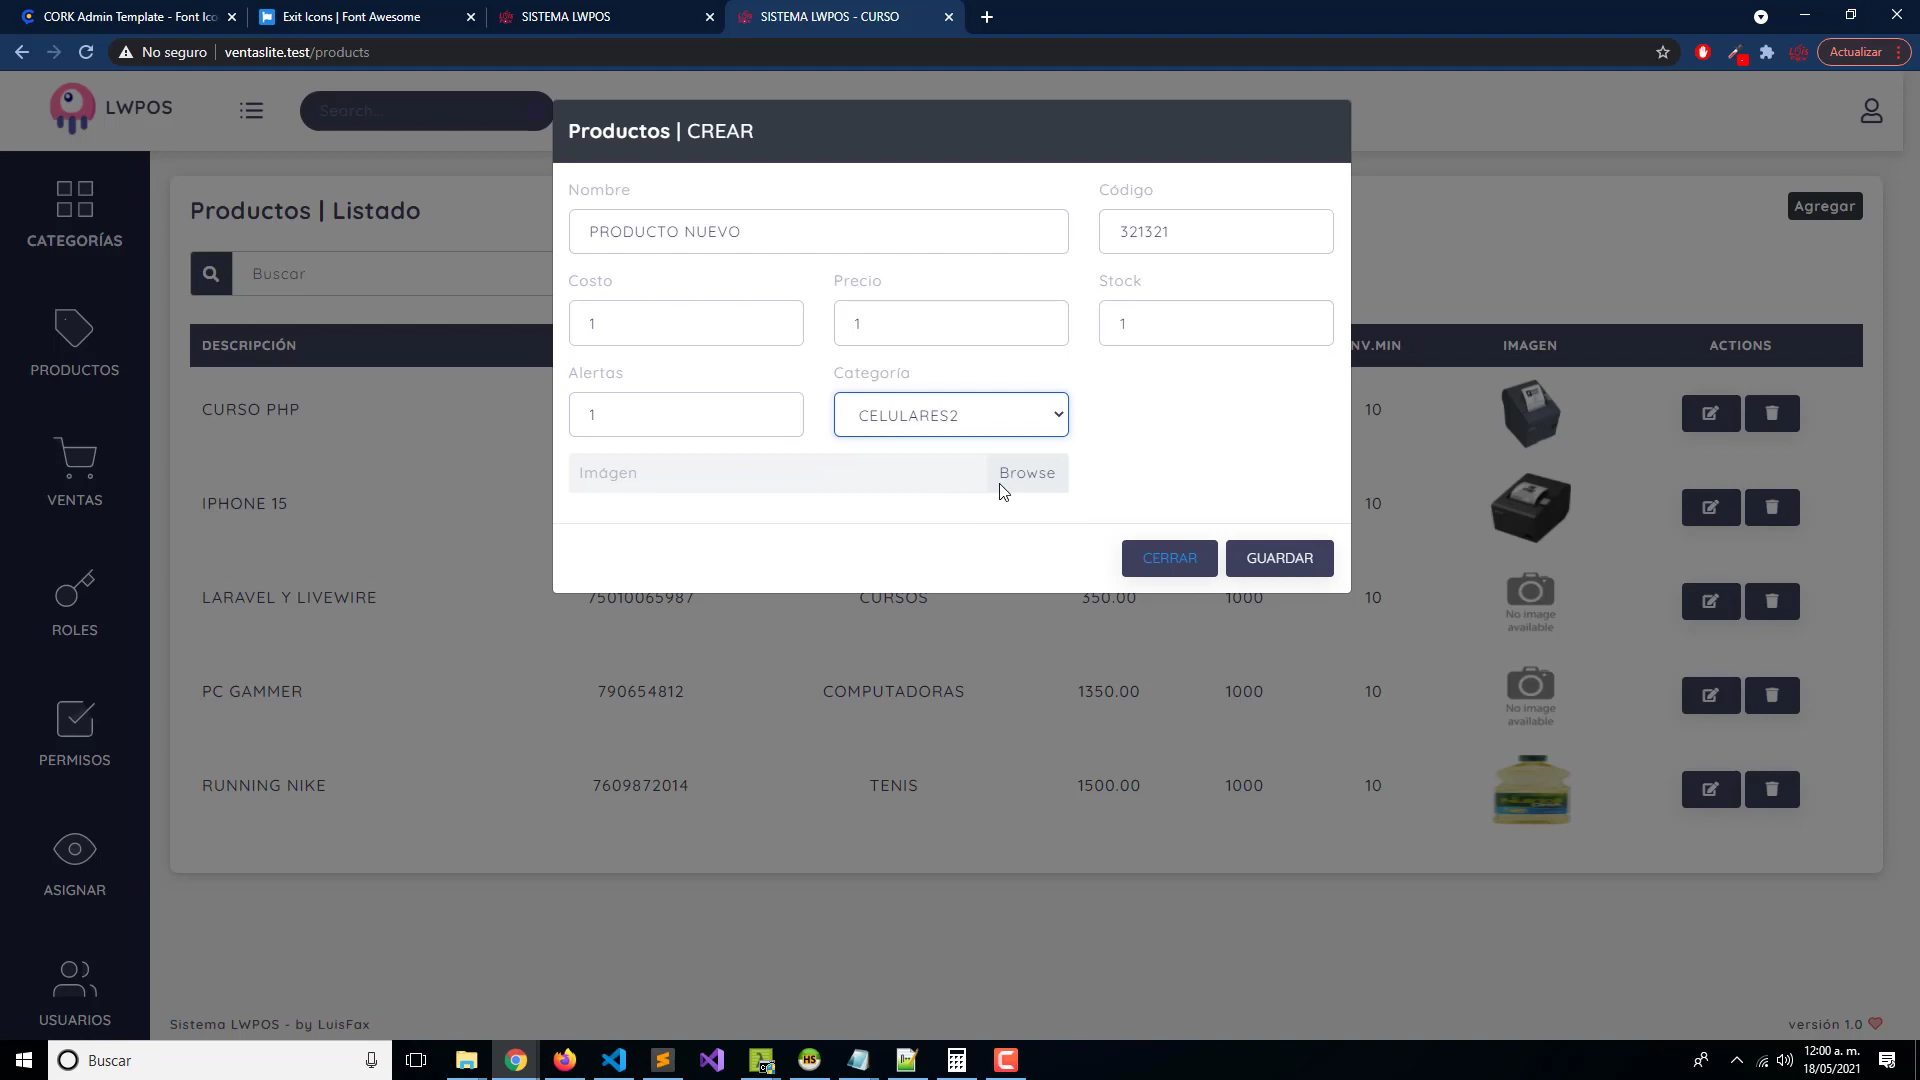 CORK Admin Template - Font Ico
Exit Icons | Font Awesome
SISTEMA LWPOS
SISTEMA LWPOS - CURSO
No seguro
ventaslite.test/products
Actualizar
LWPOS
Search...
Productos | CREAR
Nombre
Código
PRODUCTO NUEVO
321321
Costo
Precio
Stock
1
1
1
Alertas
Categoría
1
CELULARES2
Imágen
Browse
CERRAR
GUARDAR
CATEGORÍAS
PRODUCTOS
VENTAS
ROLES
PERMISOS
ASIGNAR
USUARIOS
Productos | Listado
Agregar
Buscar
DESCRIPCIÓN
NV.MIN
IMAGEN
ACTIONS
CURSO PHP
10
IPHONE 15
10
LARAVEL Y LIVEWIRE
75010065987
CURSOS
350.00
1000
10
No image
available
PC GAMMER
790654812
COMPUTADORAS
1350.00
1000
10
No image
available
RUNNING NIKE
7609872014
TENIS
1500.00
1000
10
Sistema LWPOS - by LuisFax
versión 1.0
Buscar
HS
12:00 a. m.
18/05/2021